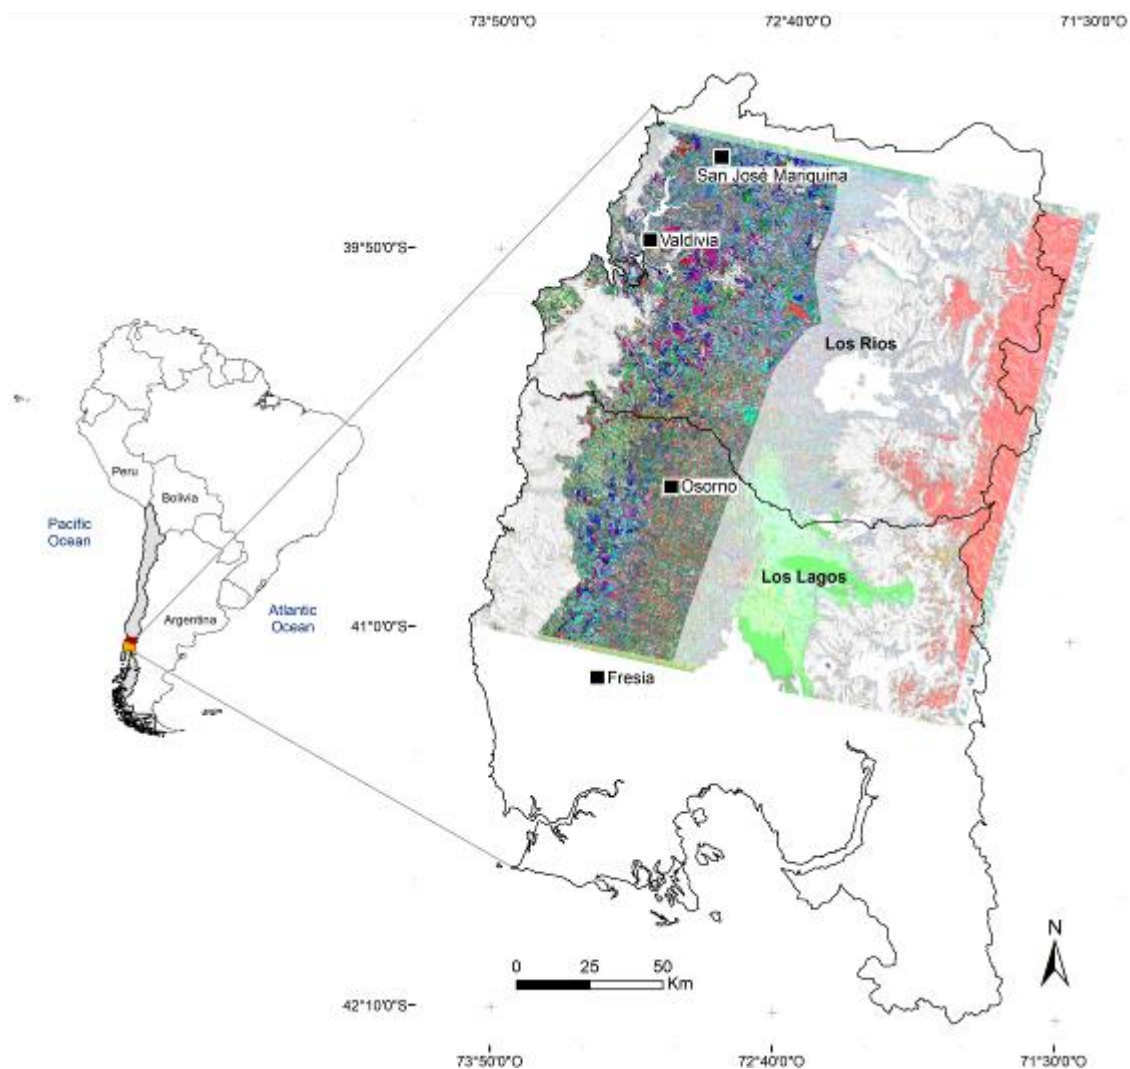 73°50'0"O
72°40'0"O
71°30'0"O
San José Mariquina
39°50'0"S
Valdivia
Los Rios
Peru
Bolivia
Osorno
Pacific
Ocean
Los Lagos
Atlantic
Ocean
Argentina
41°0'0"S
Fresia
N
0
25
50
Km
42°10'0"S
73°50'0"O
72°40'0"O
71°30'0"O